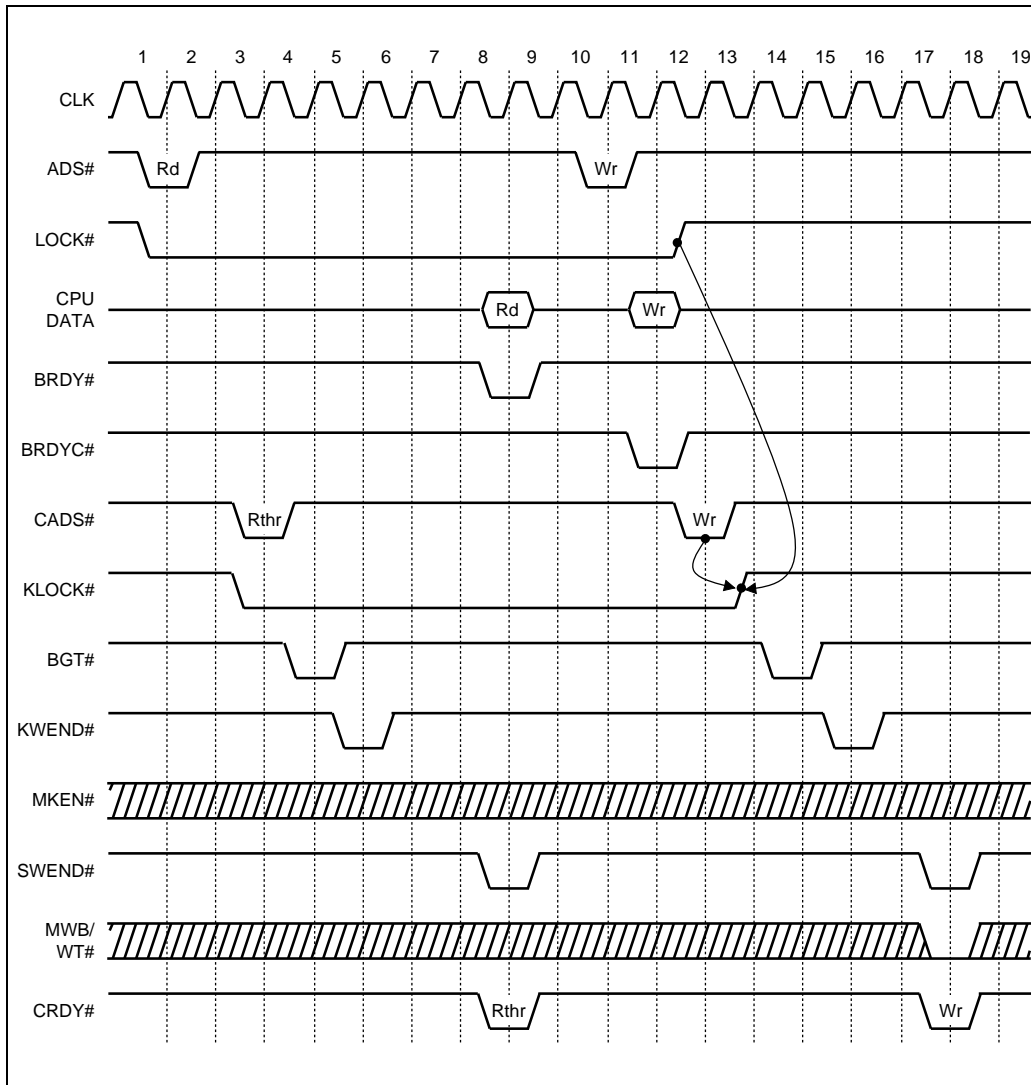 1 2 3 4 5 6 7 8 9 10 11 12 13 14 15 16 17 18 19
CLK
ADS# Rd Wr
LOCK#
CPU
DATA Rd Wr
BRDY#
BRDYC#
CADS# Rthr Wr
KLOCK#
BGT#
KWEND#
MKEN#
SWEND#
MWB/
WT#
CRDY# Rthr Wr